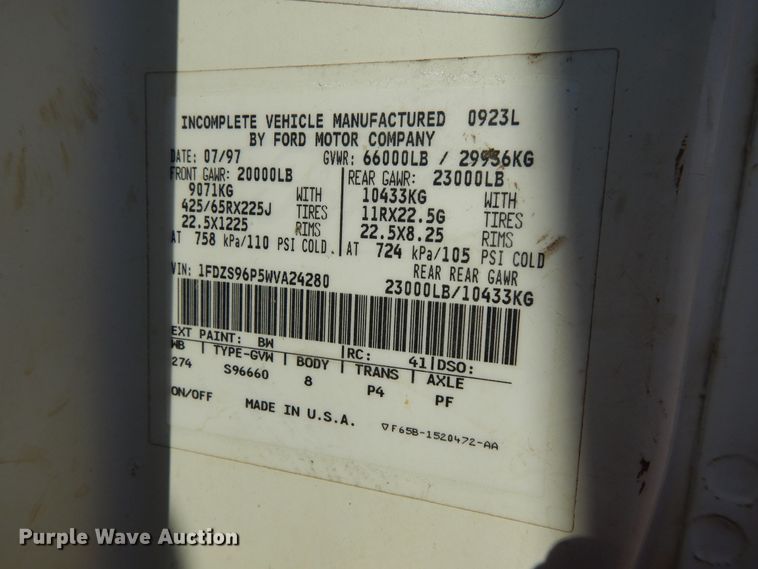 INCOMPLETE VEHICLE MANUFACTURED 0923L
BY FORD MOTOR COMPANY
DATE: 07/97 GVWR: 66000LB / 29936KG
FRONT GAWR: 20000LB REAR GAWR: 23000LB
9071KG WITH 10433KG WITH
425/65RX225J TIRES 11RX22.5G TIRES
22.5X1225 RIMS 22.5X8.25 RIMS
AT 758 kPa/110 PSI COLD AT 724 kPa/105 PSI COLD
REAR REAR GAWR
VIN: 1FDZS96P5WVA24280 23000LB/10433KG
EXT PAINT: BW RC: 41 DSO:
WB TYPE-GVW BODY TRANS AXLE
274 S96660 8 P4 PF
ON/OFF MADE IN U.S.A. ▽F65B-1520472-AA
Purple Wave Auction